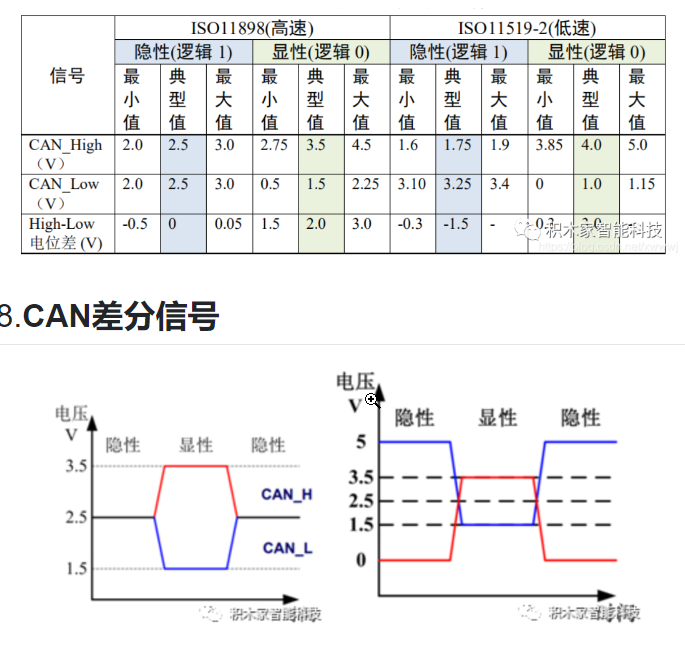 ISO11898(高速) ISO11519-2(低速)
信号 隐性(逻辑 1) 显性(逻辑 0) 隐性(逻辑 1) 显性(逻辑 0)
最小值 典型值 最大值 最小值 典型值 最大值 最小值 典型值 最大值 最小值 典型值 最大值
CAN_High（V） 2.0 2.5 3.0 2.75 3.5 4.5 1.6 1.75 1.9 3.85 4.0 5.0
CAN_Low（V） 2.0 2.5 3.0 0.5 1.5 2.25 3.10 3.25 3.4 0 1.0 1.15
High-Low电位差 (V) -0.5 0 0.05 1.5 2.0 3.0 -0.3 -1.5 - 0.3 3.0 -
积木家智能科技
8.CAN差分信号
电压
V
隐性 显性 隐性
3.5
CAN_H
2.5
CAN_L
1.5
积木家智能科技
电压
V
隐性 显性 隐性
5
3.5
2.5
1.5
0
积木家智能科技